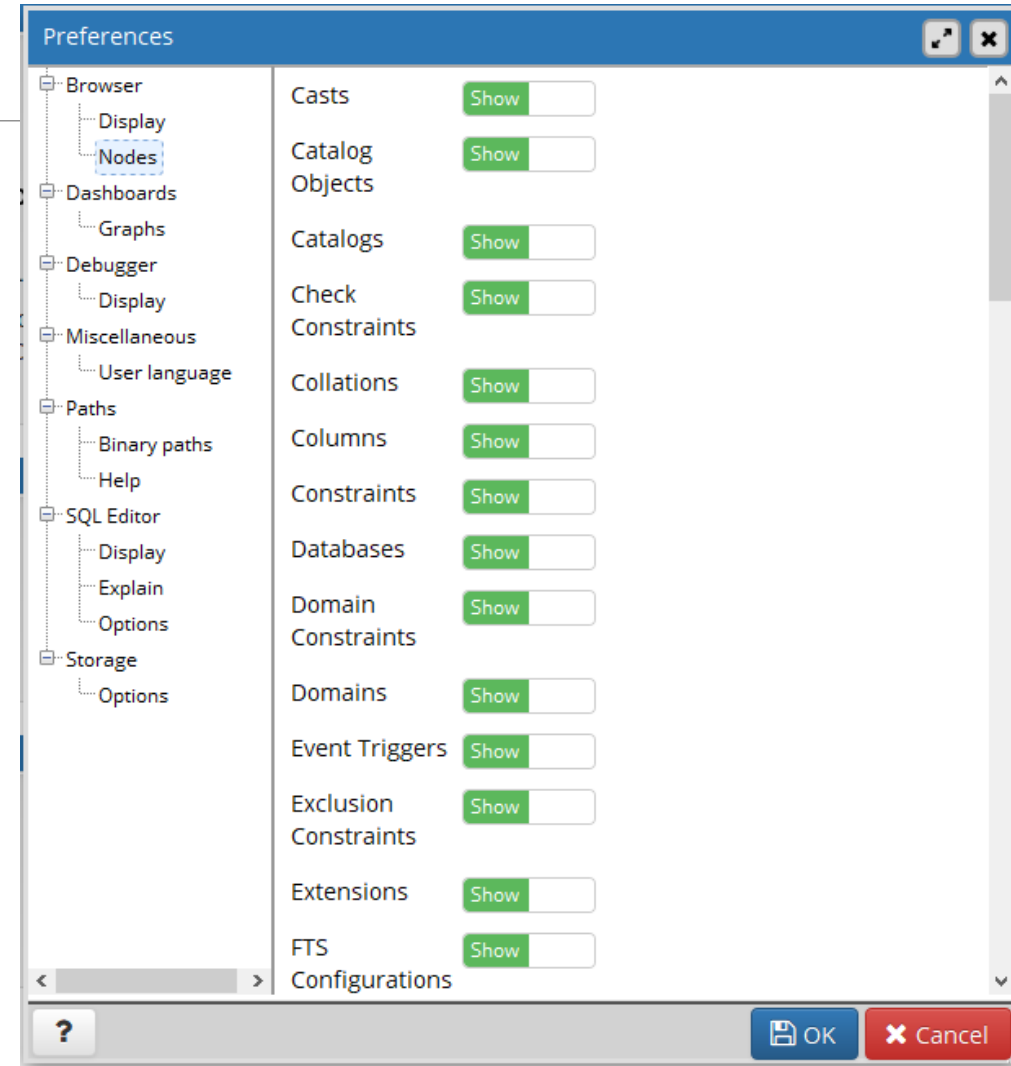 Preferences
Browser
Display
Nodes
Dashboards
Graphs
Debugger
Display
Miscellaneous
User language
Paths
Binary paths
Help
SQL Editor
Display
Explain
Options
Storage
Options
Casts Show
Catalog
Objects
Show
Catalogs Show
Check
Constraints
Show
Collations Show
Columns Show
Constraints Show
Databases Show
Domain
Constraints
Show
Domains Show
Event Triggers Show
Exclusion
Constraints
Show
Extensions Show
FTS
Configurations
Show
?
OK
Cancel